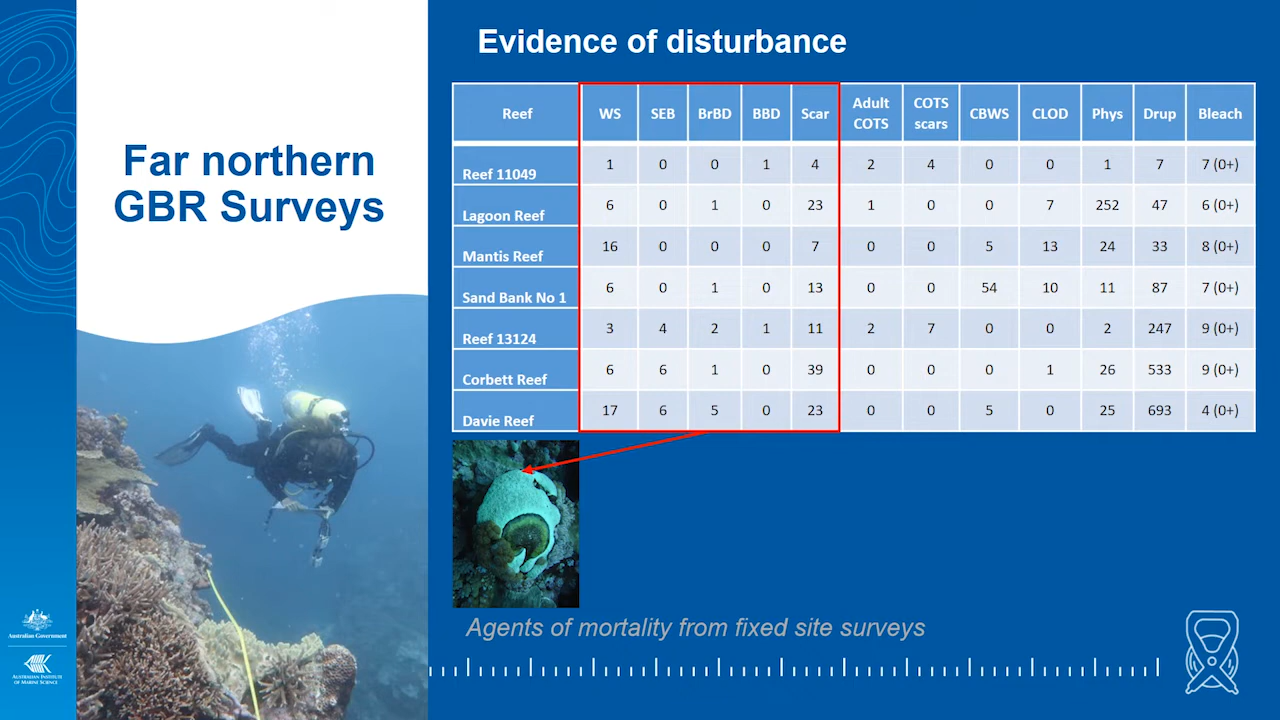 Far northern
GBR Surveys
Evidence of disturbance
Reef WS SEB BrBD BBD Scar Adult COTS COTS scars CBWS CLOD Phys Drup Bleach
Reef 11049 1 0 0 1 4 2 4 0 0 1 7 7 (0+)
Lagoon Reef 6 0 1 0 23 1 0 0 7 252 47 6 (0+)
Mantis Reef 16 0 0 0 7 0 0 5 13 24 33 8 (0+)
Sand Bank No 1 6 0 1 0 13 0 0 54 10 11 87 7 (0+)
Reef 13124 3 4 2 1 11 2 7 0 0 2 247 9 (0+)
Corbett Reef 6 6 1 0 39 0 0 0 1 26 533 9 (0+)
Davie Reef 17 6 5 0 23 0 0 5 0 25 693 4 (0+)
Agents of mortality from fixed site surveys
Australian Government
AUSTRALIAN INSTITUTE
OF MARINE SCIENCE